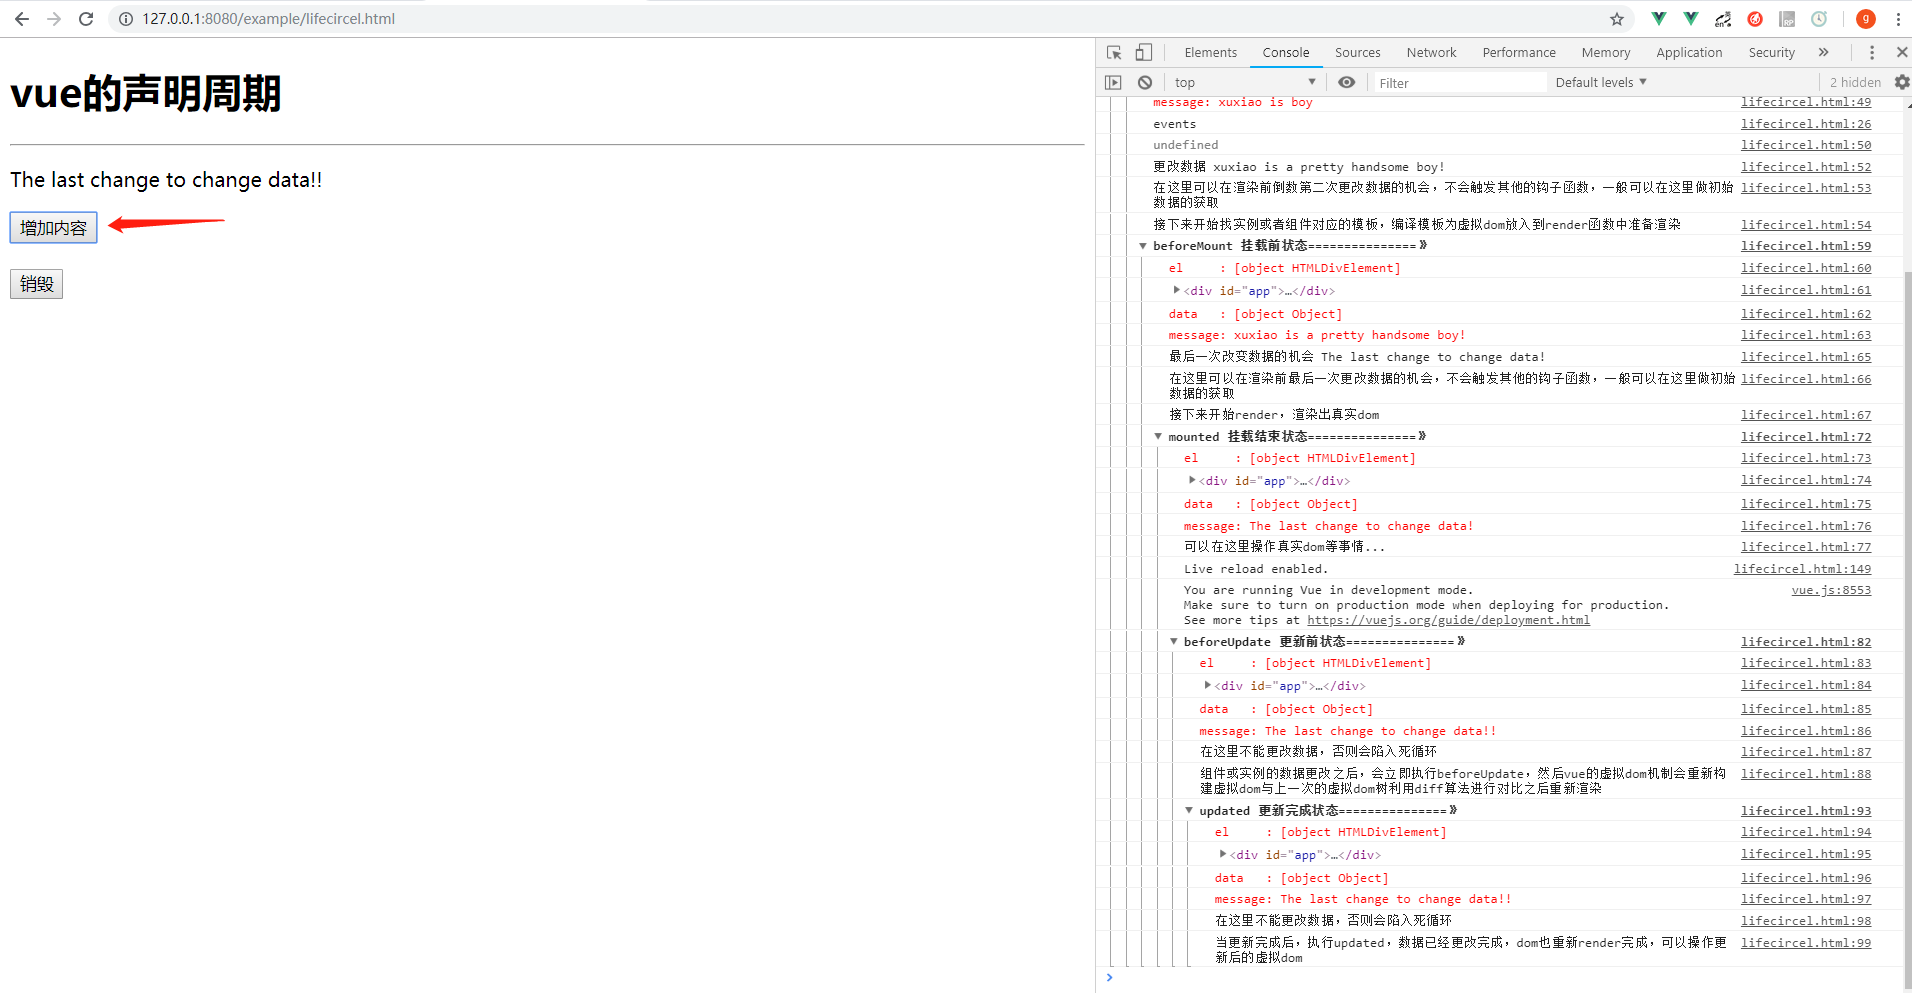 127.0.0.1:8080/example/lifecircel.html
en
RP
g
vue的声明周期
The last change to change data!!
增加内容
销毁
Elements Console Sources Network Performance Memory Application Security »
top Filter Default levels 2 hidden
message: xuxiao is boy lifecircel.html:49
events lifecircel.html:26
undefined lifecircel.html:50
更改数据 xuxiao is a pretty handsome boy! lifecircel.html:52
在这里可以在渲染前倒数第二次更改数据的机会，不会触发其他的钩子函数，一般可以在这里做初始 lifecircel.html:53
数据的获取
接下来开始找实例或者组件对应的模板，编译模板为虚拟dom放入到render函数中准备渲染 lifecircel.html:54
beforeMount 挂载前状态===============》 lifecircel.html:59
el     : [object HTMLDivElement] lifecircel.html:60
<div id="app">…</div> lifecircel.html:61
data   : [object Object] lifecircel.html:62
message: xuxiao is a pretty handsome boy! lifecircel.html:63
最后一次改变数据的机会 The last change to change data! lifecircel.html:65
在这里可以在渲染前最后一次更改数据的机会，不会触发其他的钩子函数，一般可以在这里做初始 lifecircel.html:66
数据的获取
接下来开始render，渲染出真实dom lifecircel.html:67
mounted 挂载结束状态===============》 lifecircel.html:72
el     : [object HTMLDivElement] lifecircel.html:73
<div id="app">…</div> lifecircel.html:74
data   : [object Object] lifecircel.html:75
message: The last change to change data! lifecircel.html:76
可以在这里操作真实dom等事情... lifecircel.html:77
Live reload enabled. lifecircel.html:149
You are running Vue in development mode. vue.js:8553
Make sure to turn on production mode when deploying for production.
See more tips at https://vuejs.org/guide/deployment.html
beforeUpdate 更新前状态===============》 lifecircel.html:82
el     : [object HTMLDivElement] lifecircel.html:83
<div id="app">…</div> lifecircel.html:84
data   : [object Object] lifecircel.html:85
message: The last change to change data!! lifecircel.html:86
在这里不能更改数据，否则会陷入死循环 lifecircel.html:87
组件或实例的数据更改之后，会立即执行beforeUpdate，然后vue的虚拟dom机制会重新构 lifecircel.html:88
建虚拟dom与上一次的虚拟dom树利用diff算法进行对比之后重新渲染
updated 更新完成状态===============》 lifecircel.html:93
el     : [object HTMLDivElement] lifecircel.html:94
<div id="app">…</div> lifecircel.html:95
data   : [object Object] lifecircel.html:96
message: The last change to change data!! lifecircel.html:97
在这里不能更改数据，否则会陷入死循环 lifecircel.html:98
当更新完成后，执行updated，数据已经更改完成，dom也重新render完成，可以操作更 lifecircel.html:99
新后的虚拟dom